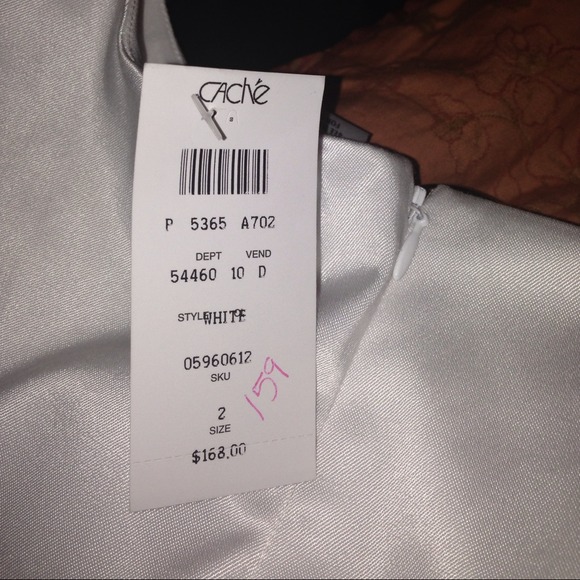 Caché
P 5365 A702
DEPT VEND
54460 10 D
STYLE WHITE
05960612
SKU
159
2
SIZE
$168.00